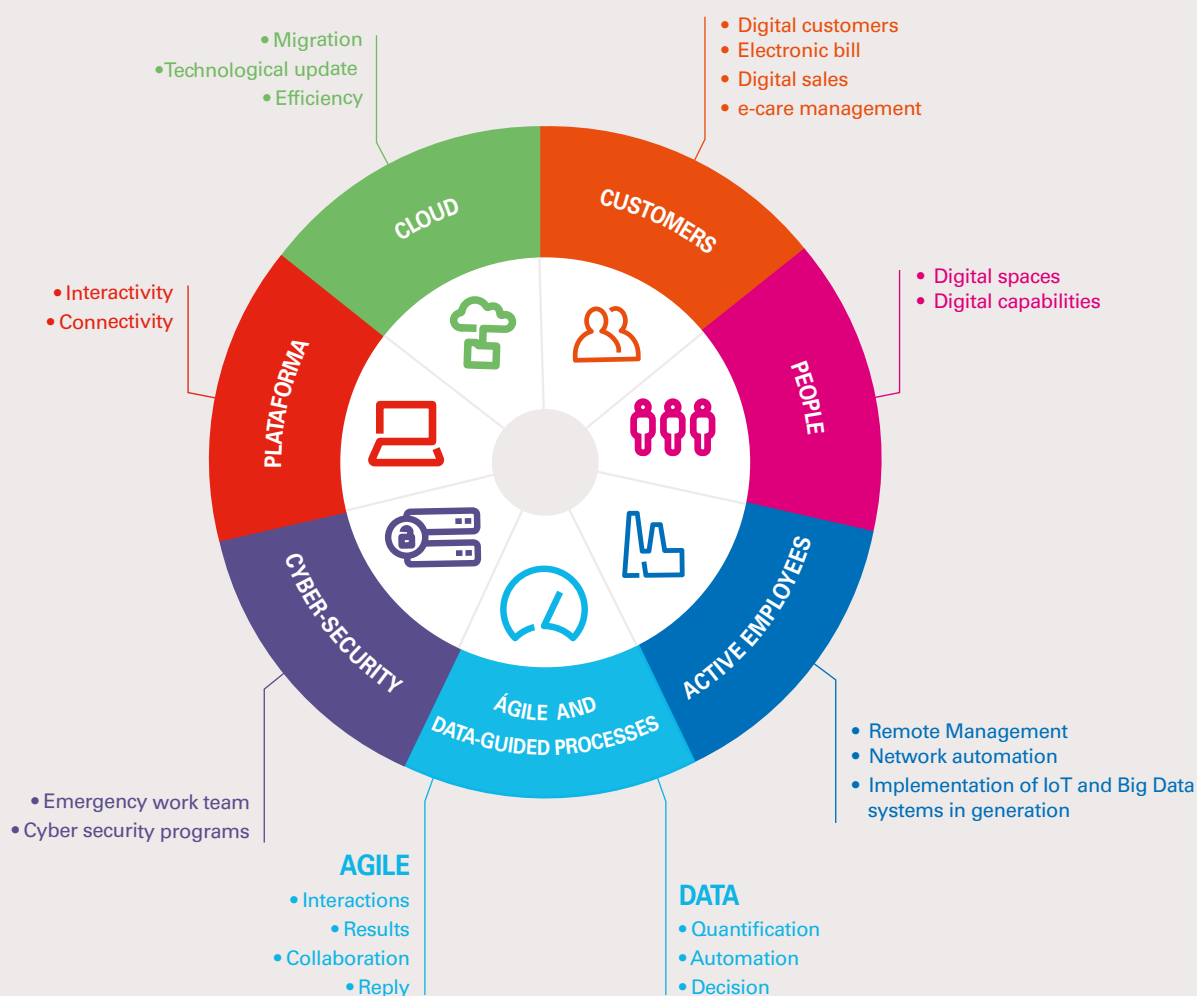 • Migration
•Technological update
• Efficiency
• Digital customers
• Electronic bill
• Digital sales
• e-care management
CLOUD
CUSTOMERS
• Interactivity
• Connectivity
• Digital spaces
• Digital capabilities
PLATAFORMA
PEOPLE
CYBER-SECURITY
ACTIVE EMPLOYEES
ÁGILE AND
DATA-GUIDED PROCESSES
• Remote Management
• Network automation
• Implementation of IoT and Big Data
systems in generation
• Emergency work team
• Cyber security programs
AGILE
• Interactions
• Results
• Collaboration
• Reply
DATA
• Quantification
• Automation
• Decision